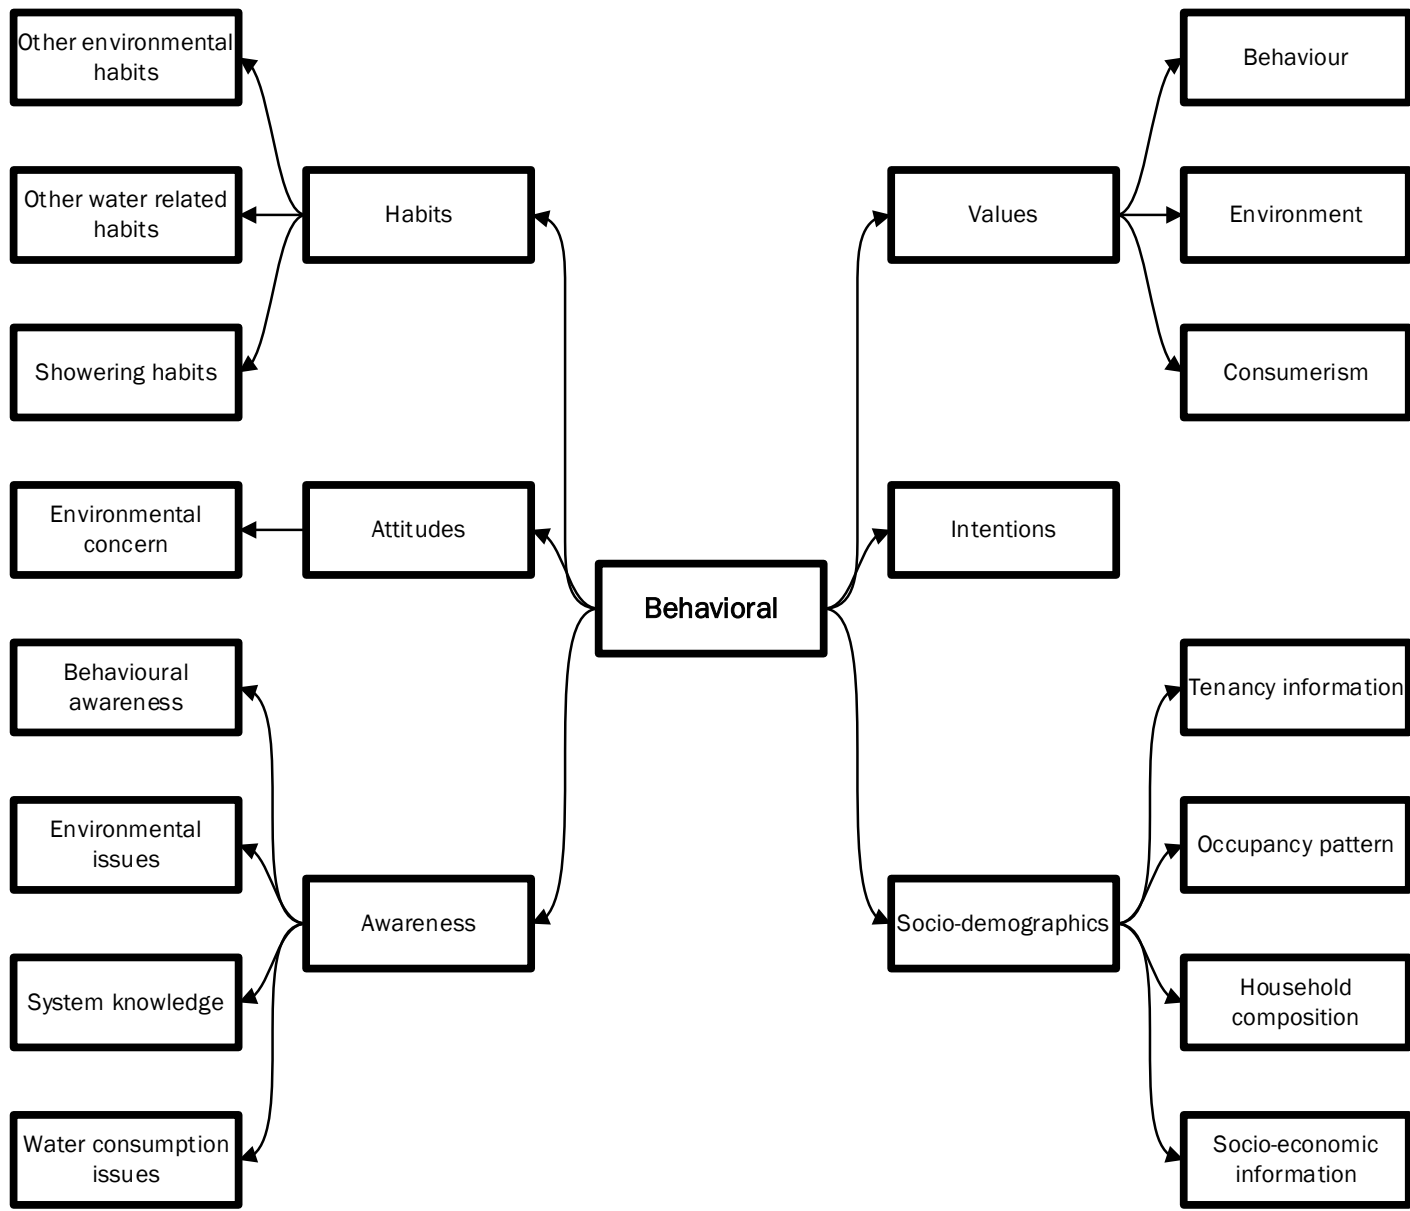 Other environmental
habits
Other water related
habits
Showering habits
Habits
Environmental
concern
Attitudes
Behavioural
awareness
Environmental
issues
System knowledge
Water consumption
issues
Awareness
Behavioral
Values
Behaviour
Environment
Consumerism
Intentions
Socio-demographics
Tenancy information
Occupancy pattern
Household
composition
Socio-economic
information